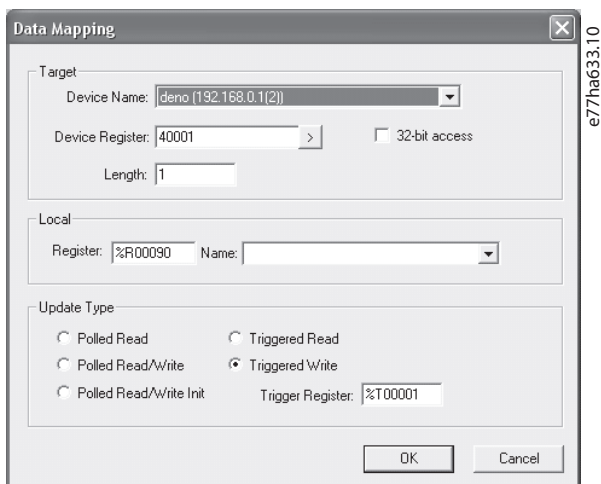 Data Mapping
Target
Device Name: deno (192.168.0.1(2))
Device Register: 40001 > 32-bit access
Length: 1
Local
Register: %R00090 Name:
Update Type
Polled Read Triggered Read
Polled Read/Write Triggered Write
Polled Read/Write Init Trigger Register: %T00001
OK Cancel
e77ha633.10